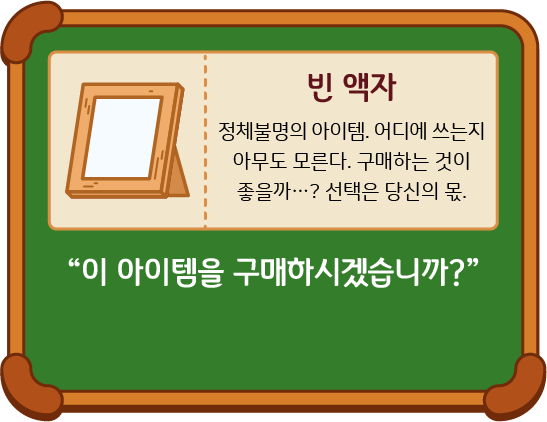 빈 액자
정체불명의 아이템. 어디에 쓰는지
아무도 모른다. 구매하는 것이
좋을까…? 선택은 당신의 몫.
“이 아이템을 구매하시겠습니까?”